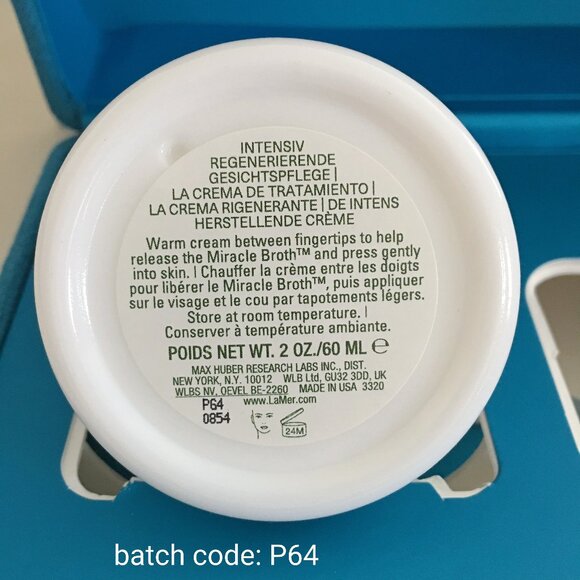 INTENSIV
REGENERIERENDE
GESICHTSPFLEGE |
LA CREMA DE TRATAMIENTO |
LA CREMA RIGENERANTE | DE INTENS
HERSTELLENDE CRÈME
Warm cream between fingertips to help
release the Miracle Broth™ and press gently
into skin. | Chauffer la crème entre les doigts
pour libérer le Miracle Broth™, puis appliquer
sur le visage et le cou par tapotements légers.
Store at room temperature. |
Conserver à température ambiante.
POIDS NET WT. 2 OZ./60 ML ℮
MAX HUBER RESEARCH LABS INC., DIST.
NEW YORK, N.Y. 10012 WLB Ltd, GU32 3DD, UK
WLBS NV, OEVEL BE-2260 MADE IN USA 3320
P64 www.LaMer.com
0854
24M
batch code: P64